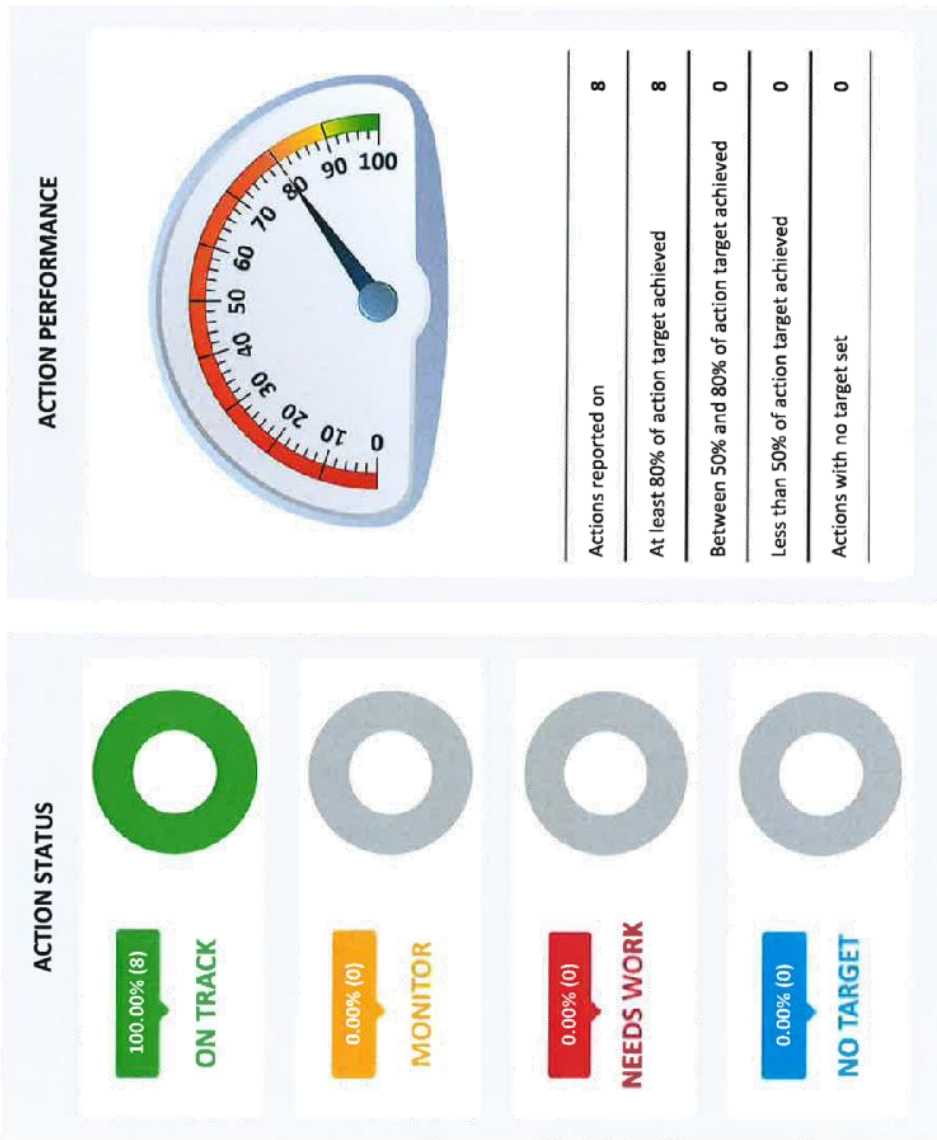 ACTION STATUS
100.00% (8)
ON TRACK
0.00% (0)
MONITOR
0.00% (0)
NEEDS WORK
0.00% (0)
NO TARGET
ACTION PERFORMANCE
0
10
20
30
40
50
60
70
80
90
100
Actions reported on 8
At least 80% of action target achieved 8
Between 50% and 80% of action target achieved 0
Less than 50% of action target achieved 0
Actions with no target set 0